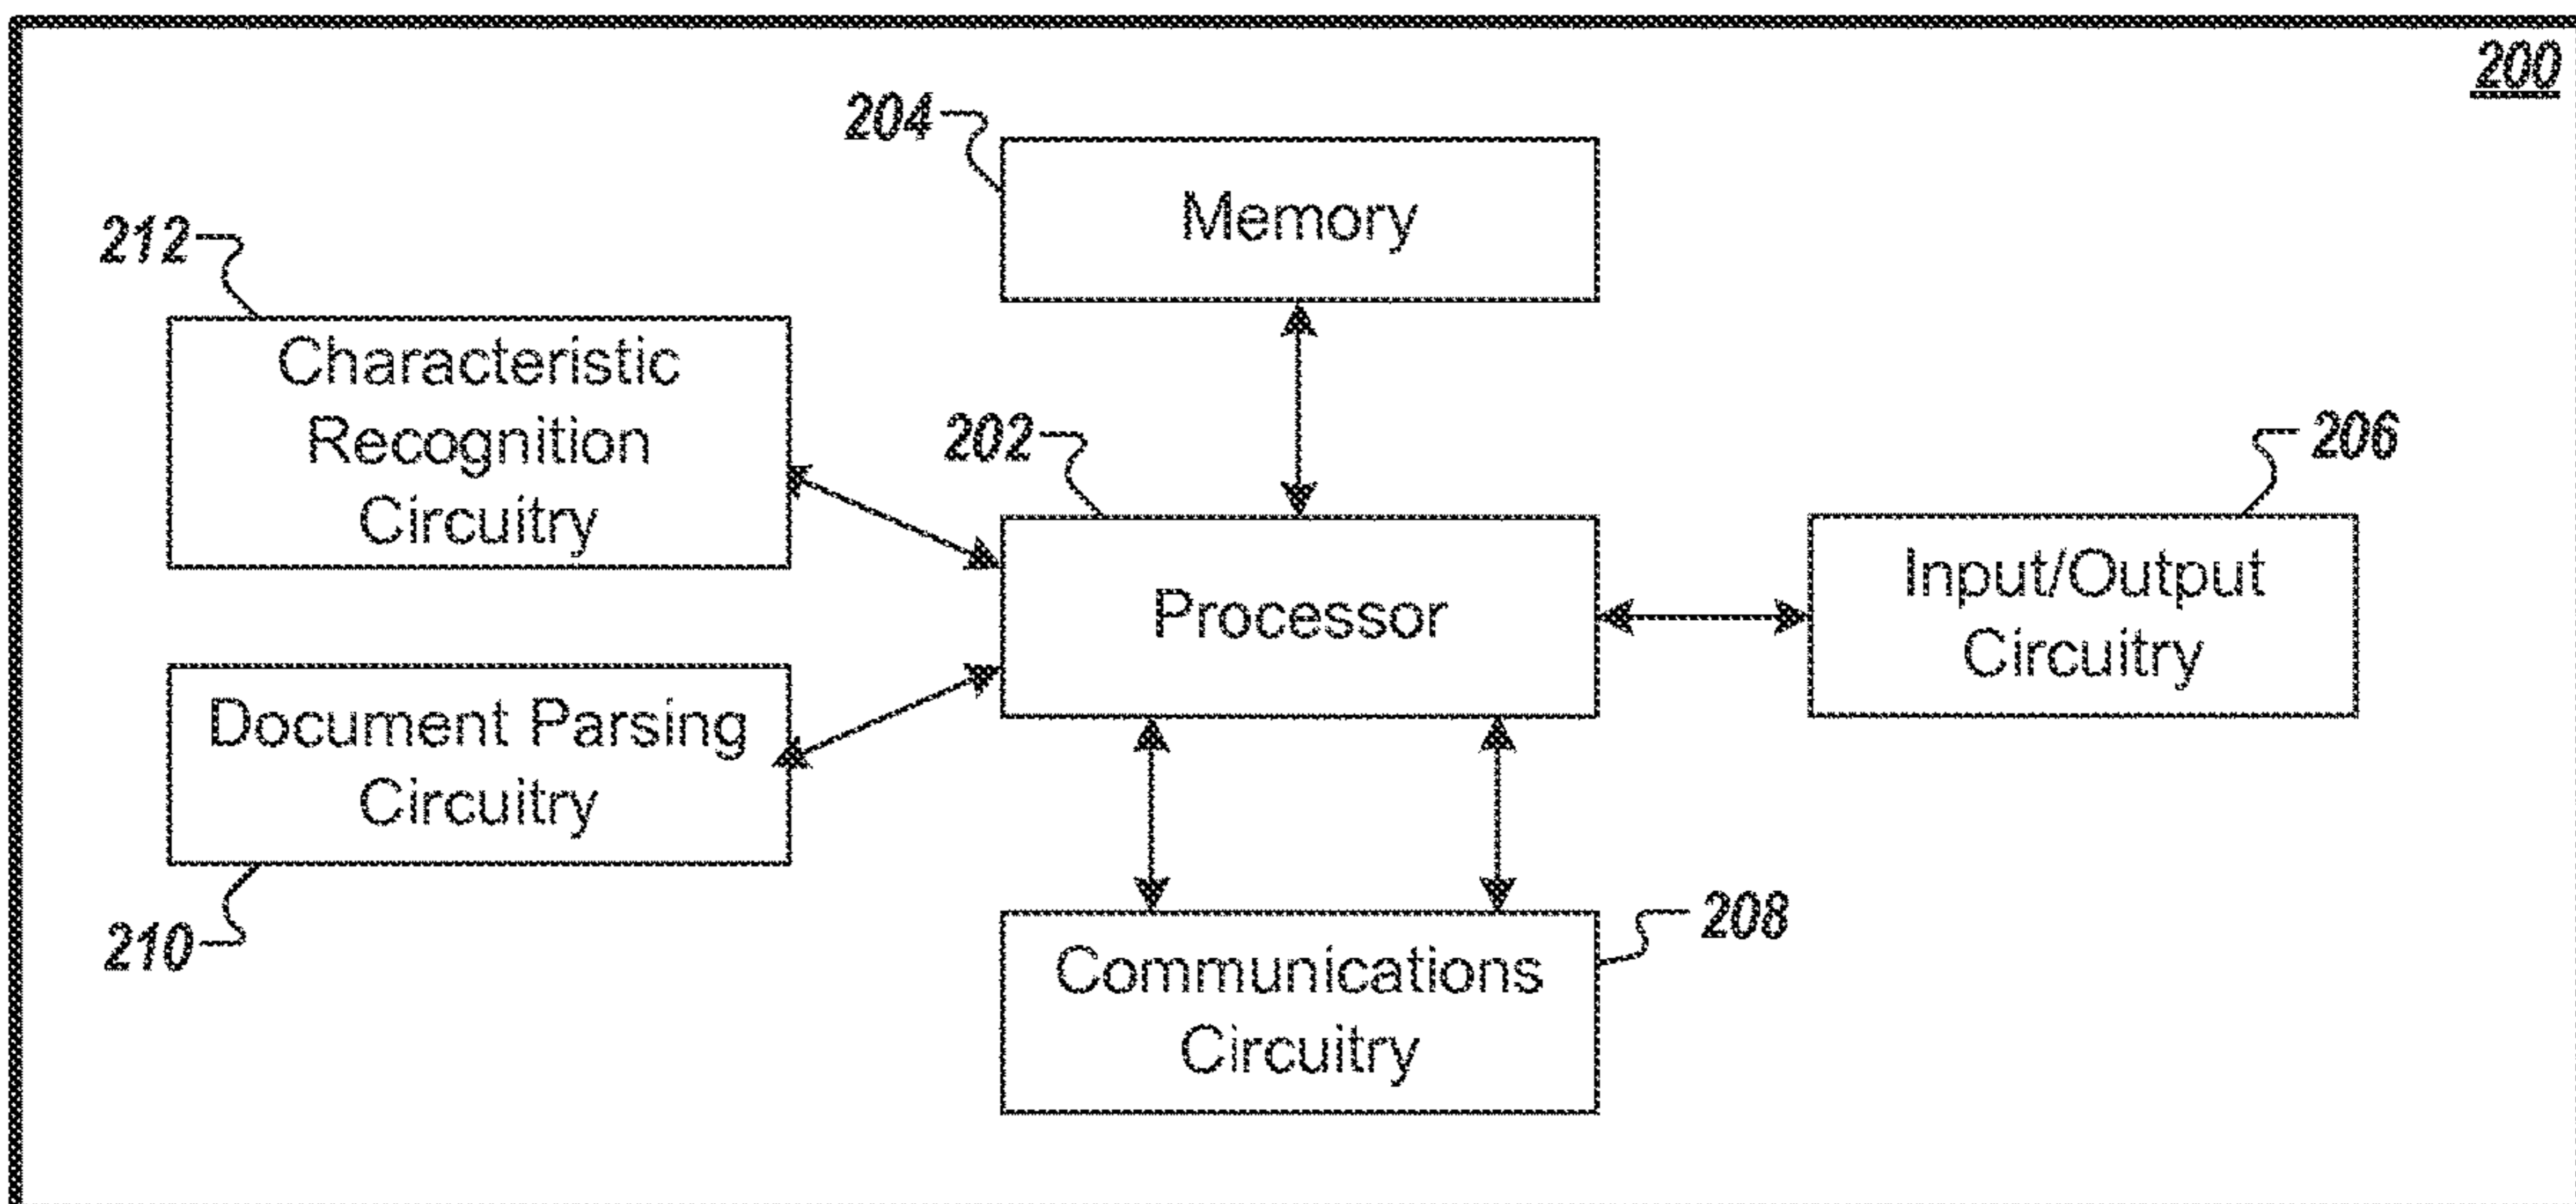 200
204
Memory
212
Characteristic
Recognition
Circuitry
202
Processor
206
Input/Output
Circuitry
Document Parsing
Circuitry
210
208
Communications
Circuitry